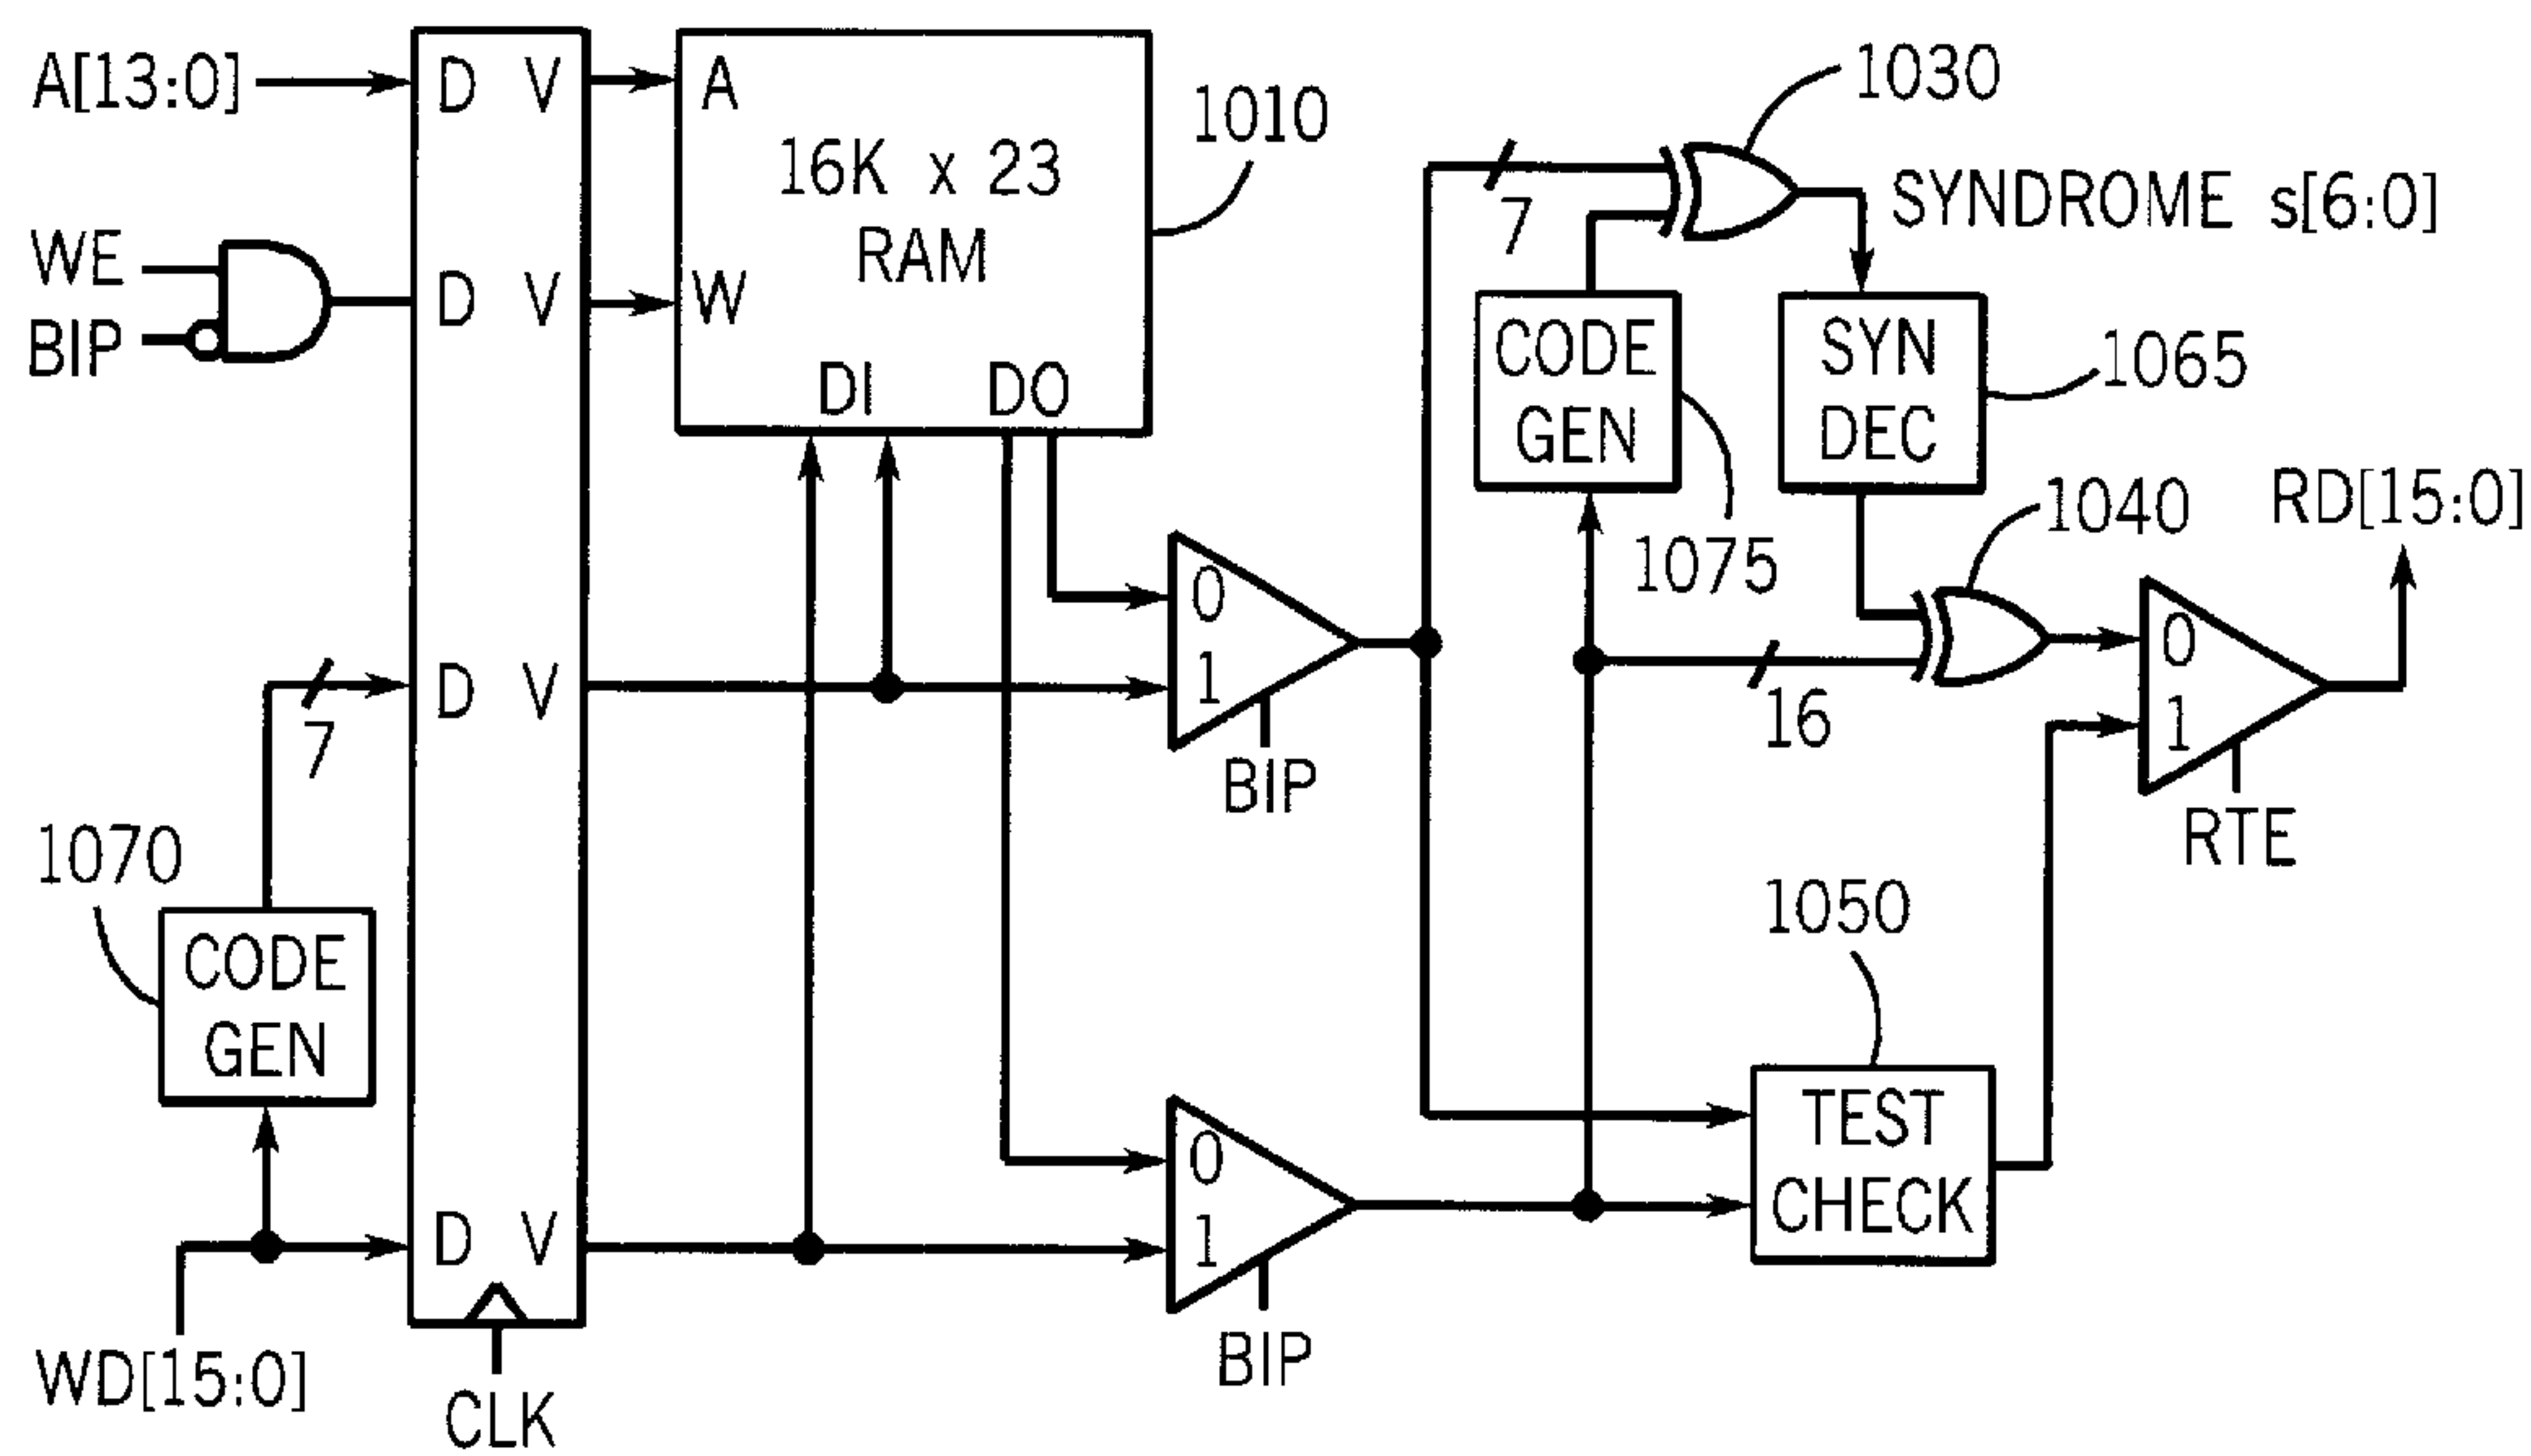 A[13:0]
D V
A
16K x 23
RAM
1010
1030
SYNDROME s[6:0]
7
WE
BIP
D V
W
DI DO
CODE
GEN
SYN
DEC
1065
1075
1040
RD[15:0]
0
1
BIP
7
D V
16
0
1
RTE
1070
CODE
GEN
1050
TEST
CHECK
0
1
BIP
D V
WD[15:0]
CLK